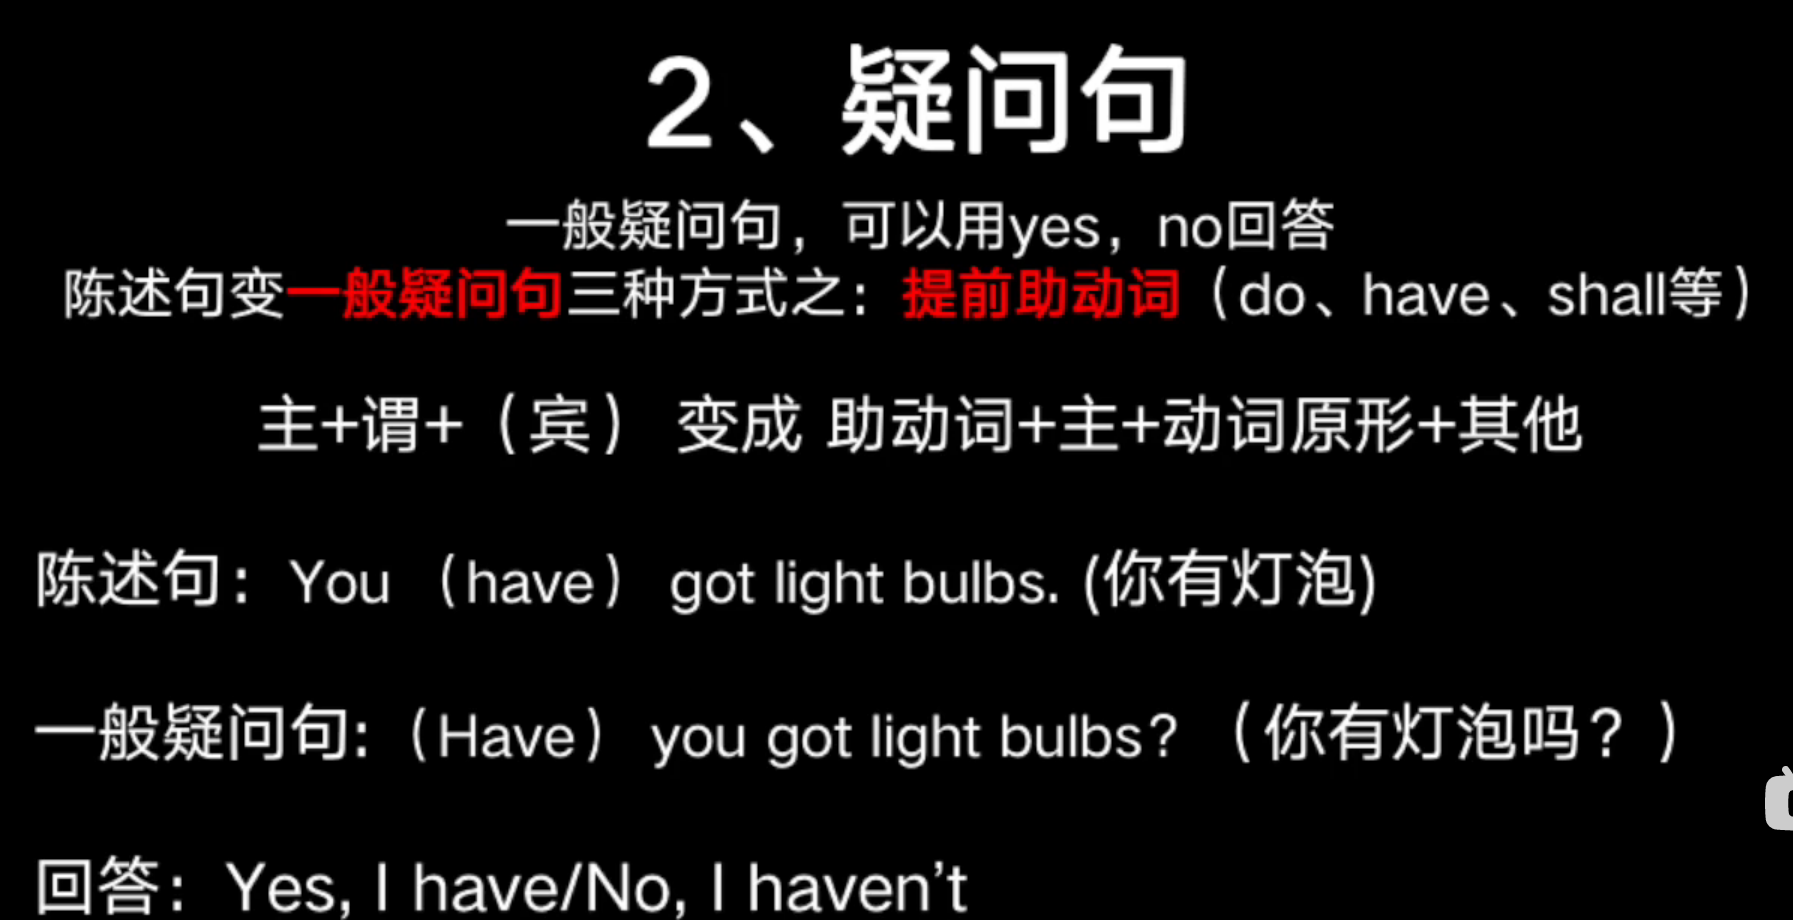 2、疑问句
一般疑问句，可以用yes，no回答
陈述句变一般疑问句三种方式之：提前助动词（do、have、shall等）
主+谓+（宾） 变成 助动词+主+动词原形+其他
陈述句：You （have） got light bulbs. (你有灯泡)
一般疑问句:（Have） you got light bulbs? （你有灯泡吗？）
回答：Yes, I have/No, I haven’t